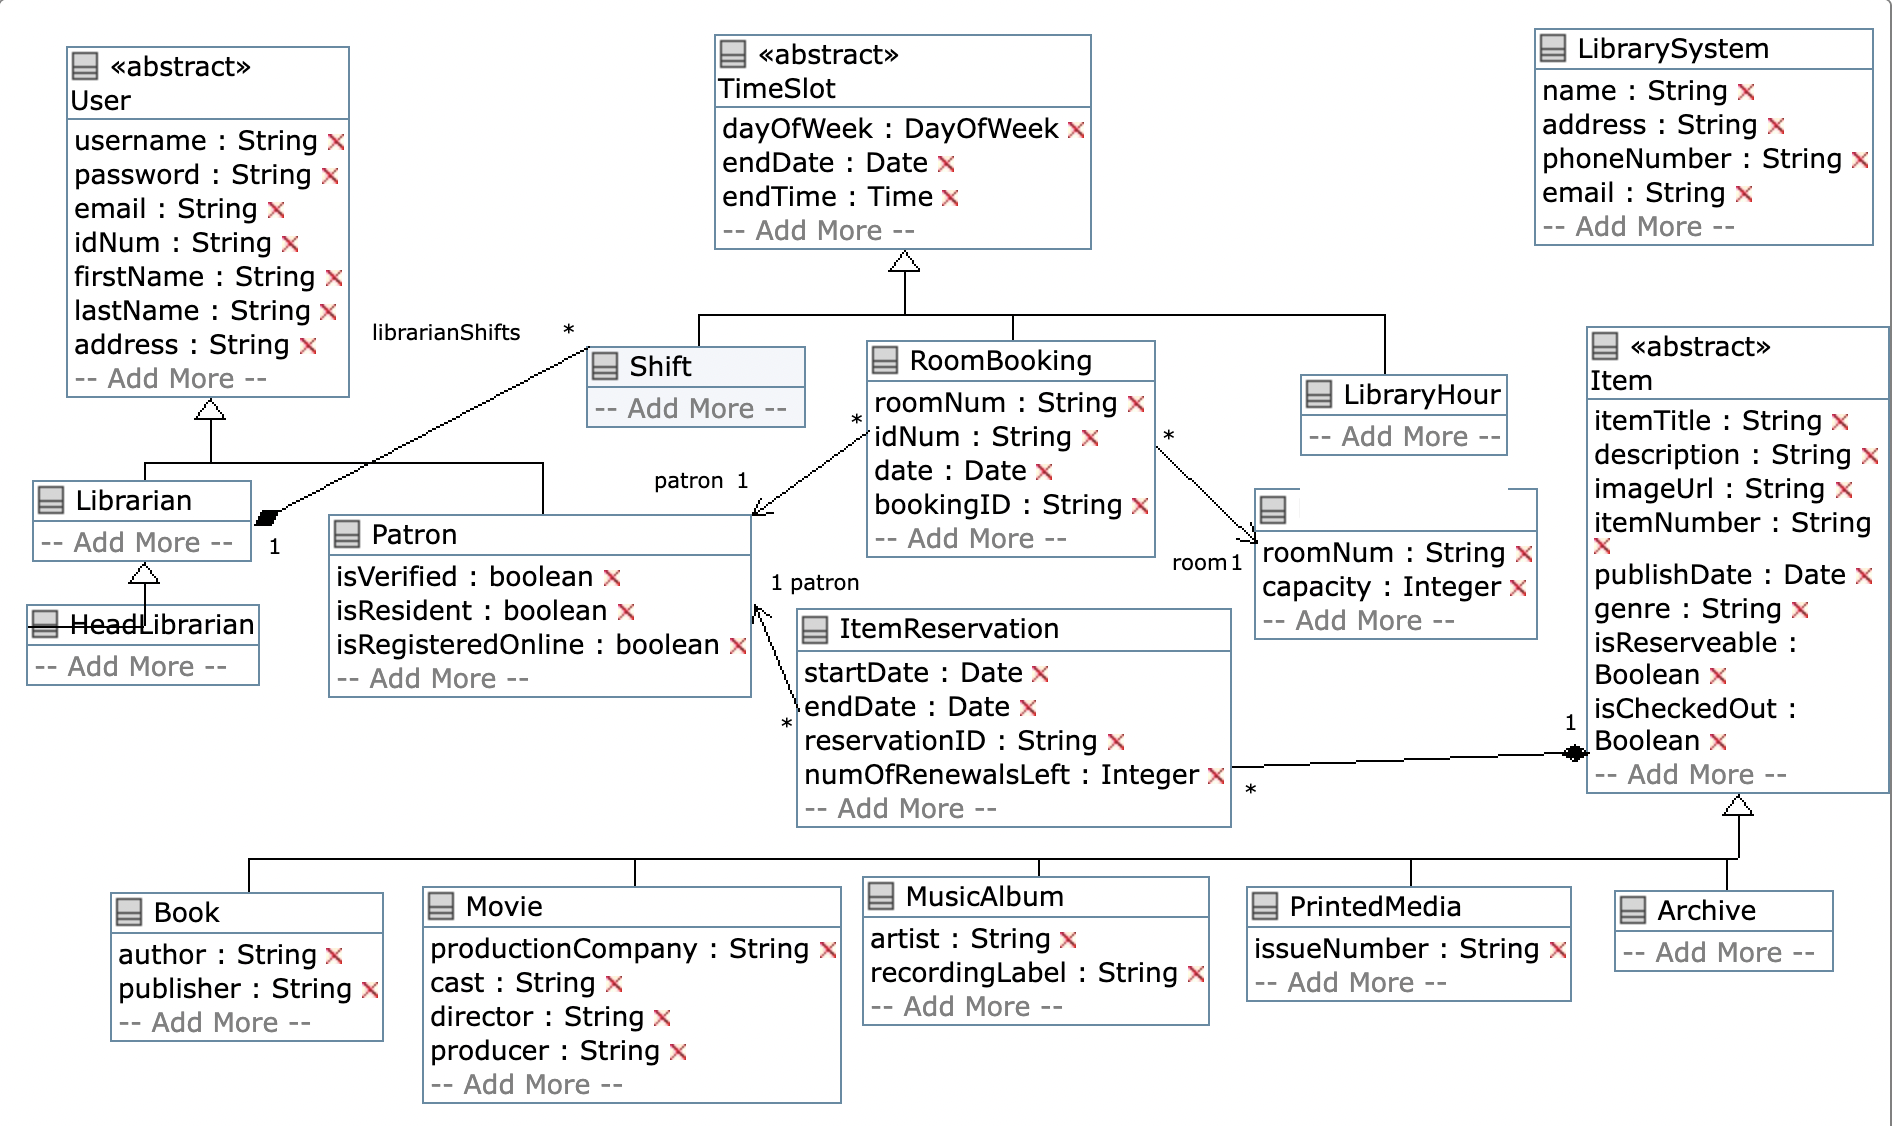 «abstract»
User
username : String
password : String
email : String
idNum : String
firstName : String
lastName : String
address : String
-- Add More --
«abstract»
TimeSlot
dayOfWeek : DayOfWeek
endDate : Date
endTime : Time
-- Add More --
LibrarySystem
name : String
address : String
phoneNumber : String
email : String
-- Add More --
librarianShifts *
Shift
-- Add More --
RoomBooking
roomNum : String
idNum : String
date : Date
bookingID : String
-- Add More --
LibraryHour
-- Add More --
«abstract»
Item
itemTitle : String
description : String
imageUrl : String
itemNumber : String
publishDate : Date
genre : String
isReserveable :
Boolean
isCheckedOut :
Boolean
-- Add More --
*
*
patron 1
Librarian
-- Add More --
1
Patron
isVerified : boolean
isResident : boolean
isRegisteredOnline : boolean
-- Add More --
room 1
roomNum : String
capacity : Integer
-- Add More --
HeadLibrarian
-- Add More --
1 patron
*
ItemReservation
startDate : Date
endDate : Date
reservationID : String
numOfRenewalsLeft : Integer
-- Add More --
1
*
Book
author : String
publisher : String
-- Add More --
Movie
productionCompany : String
cast : String
director : String
producer : String
-- Add More --
MusicAlbum
artist : String
recordingLabel : String
-- Add More --
PrintedMedia
issueNumber : String
-- Add More --
Archive
-- Add More --